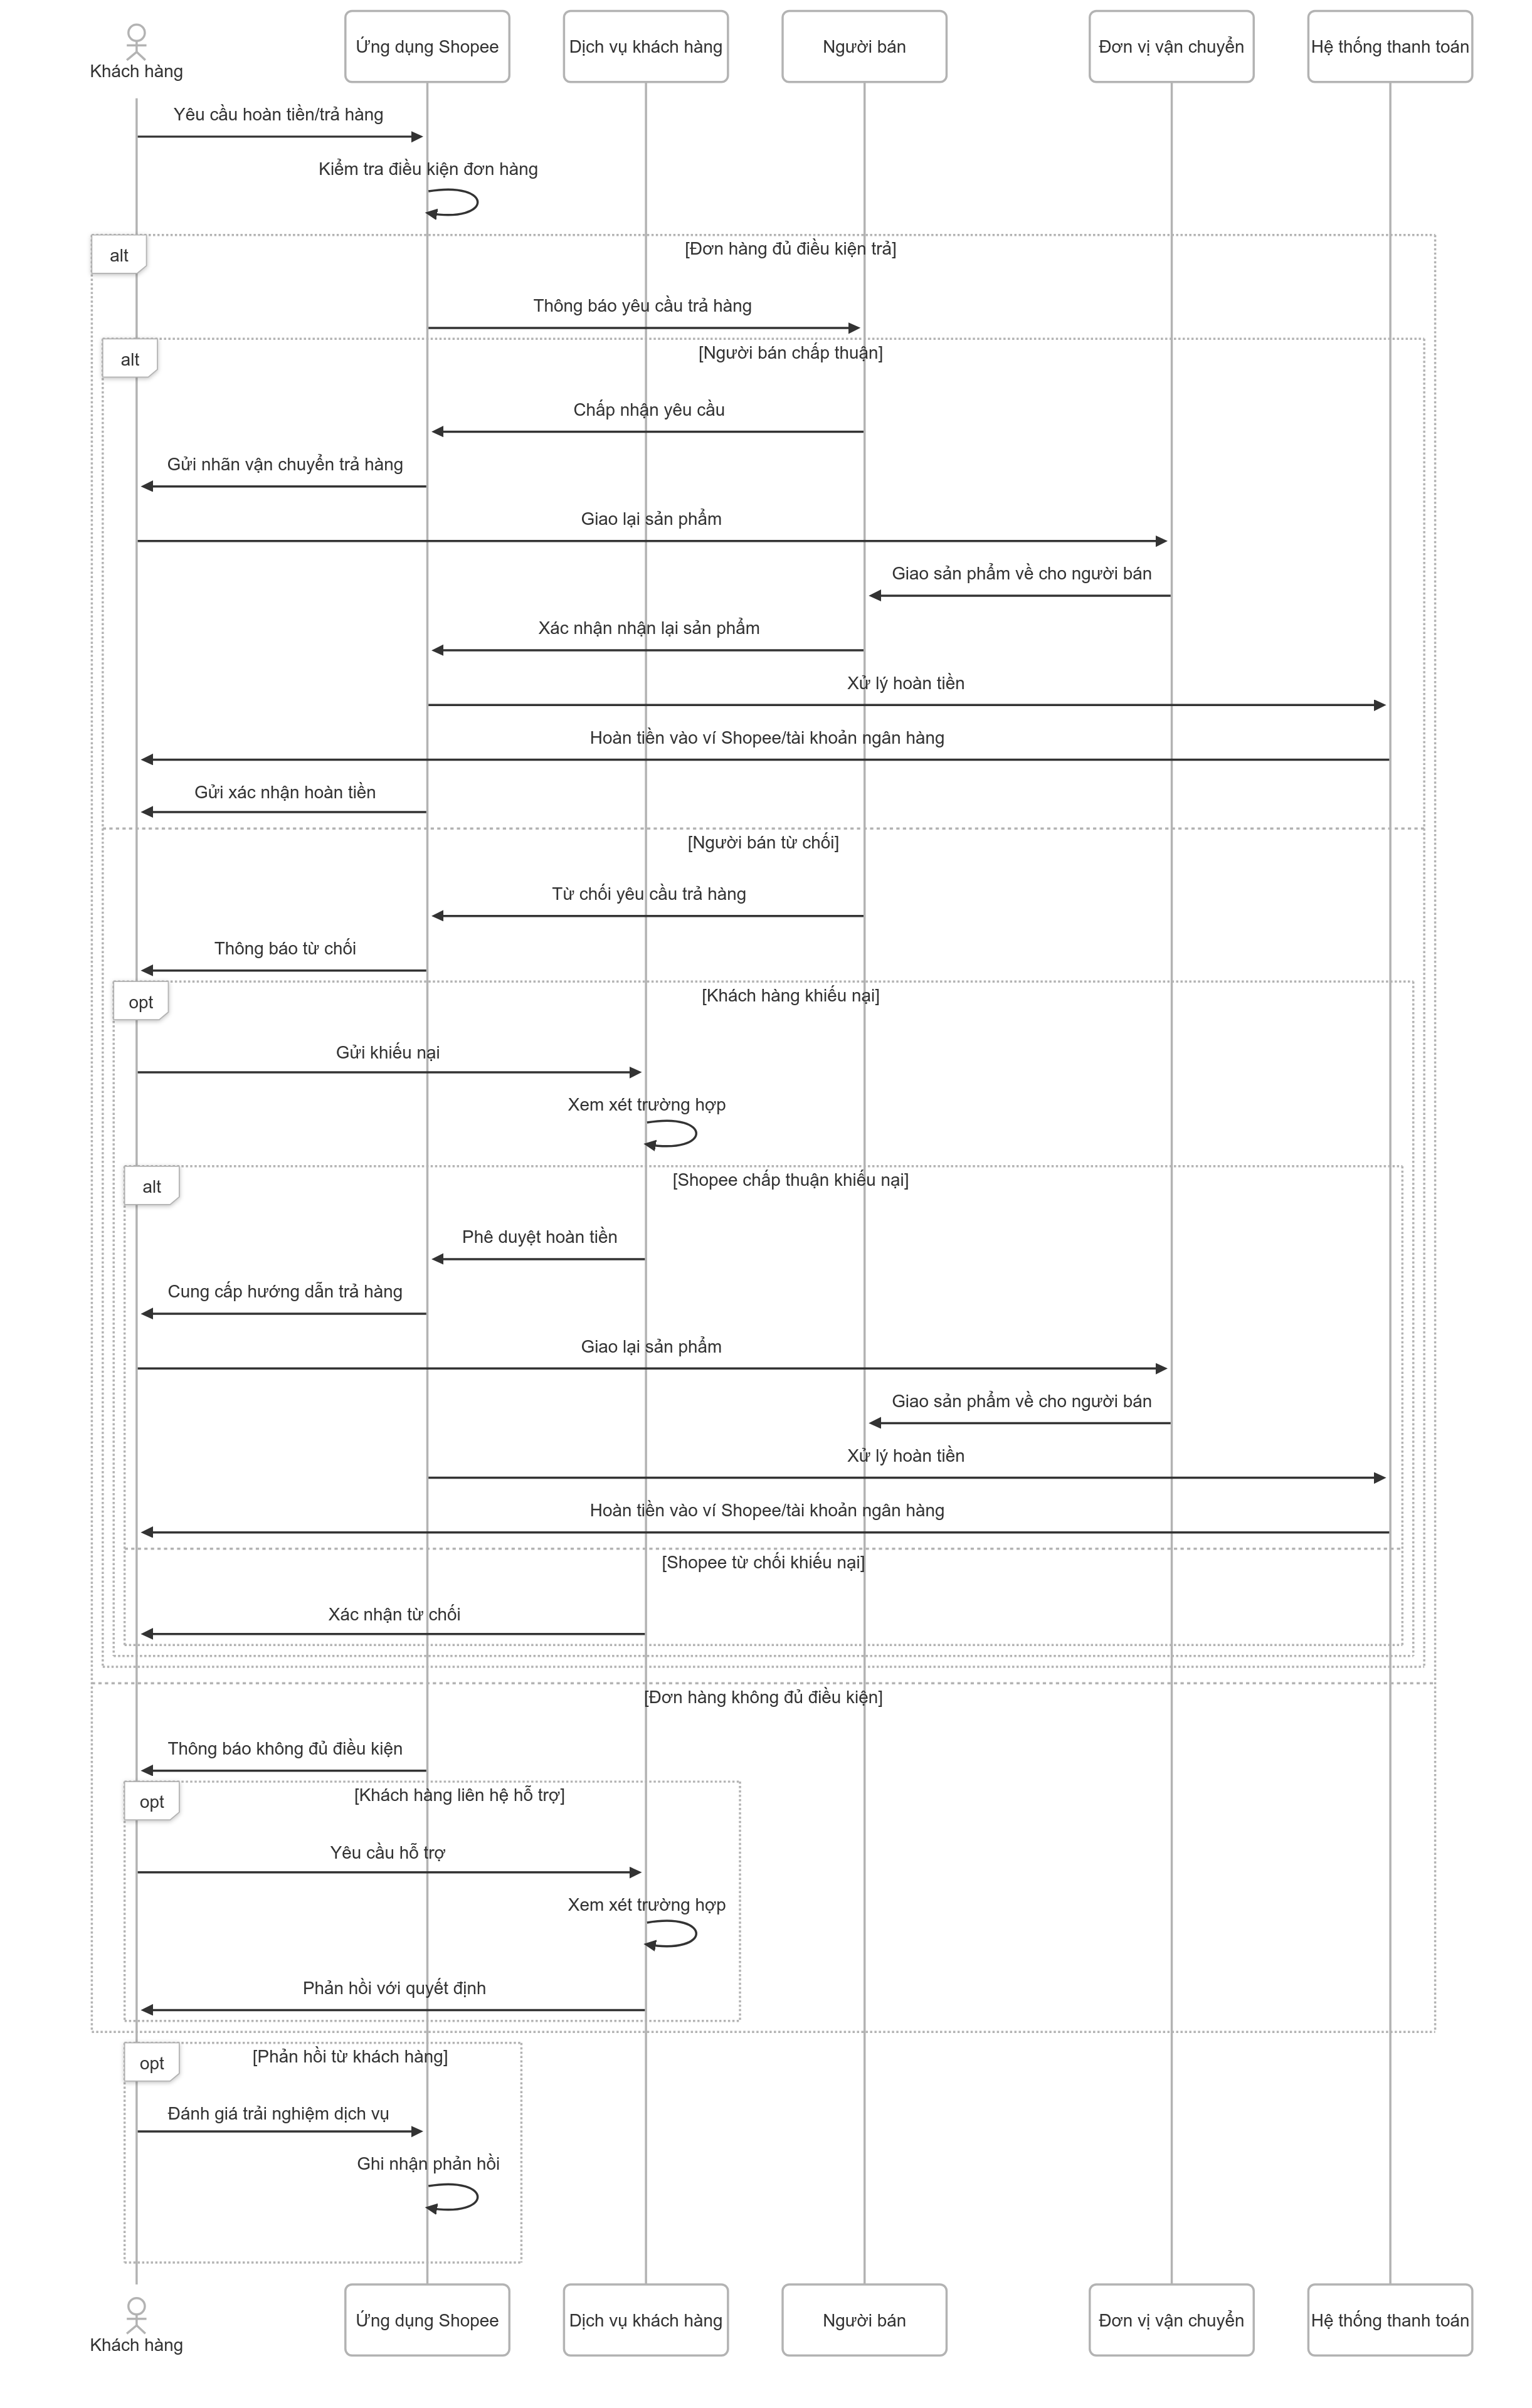 Khách hàng
Ứng dụng Shopee
Dịch vụ khách hàng
Người bán
Đơn vị vận chuyển
Hệ thống thanh toán
Yêu cầu hoàn tiền/trả hàng
Kiểm tra điều kiện đơn hàng
alt
[Đơn hàng đủ điều kiện trả]
Thông báo yêu cầu trả hàng
alt
[Người bán chấp thuận]
Chấp nhận yêu cầu
Gửi nhãn vận chuyển trả hàng
Giao lại sản phẩm
Giao sản phẩm về cho người bán
Xác nhận nhận lại sản phẩm
Xử lý hoàn tiền
Hoàn tiền vào ví Shopee/tài khoản ngân hàng
Gửi xác nhận hoàn tiền
[Người bán từ chối]
Từ chối yêu cầu trả hàng
Thông báo từ chối
opt
[Khách hàng khiếu nại]
Gửi khiếu nại
Xem xét trường hợp
alt
[Shopee chấp thuận khiếu nại]
Phê duyệt hoàn tiền
Cung cấp hướng dẫn trả hàng
Giao lại sản phẩm
Giao sản phẩm về cho người bán
Xử lý hoàn tiền
Hoàn tiền vào ví Shopee/tài khoản ngân hàng
[Shopee từ chối khiếu nại]
Xác nhận từ chối
[Đơn hàng không đủ điều kiện]
Thông báo không đủ điều kiện
opt
[Khách hàng liên hệ hỗ trợ]
Yêu cầu hỗ trợ
Xem xét trường hợp
Phản hồi với quyết định
opt
[Phản hồi từ khách hàng]
Đánh giá trải nghiệm dịch vụ
Ghi nhận phản hồi
Khách hàng
Ứng dụng Shopee
Dịch vụ khách hàng
Người bán
Đơn vị vận chuyển
Hệ thống thanh toán